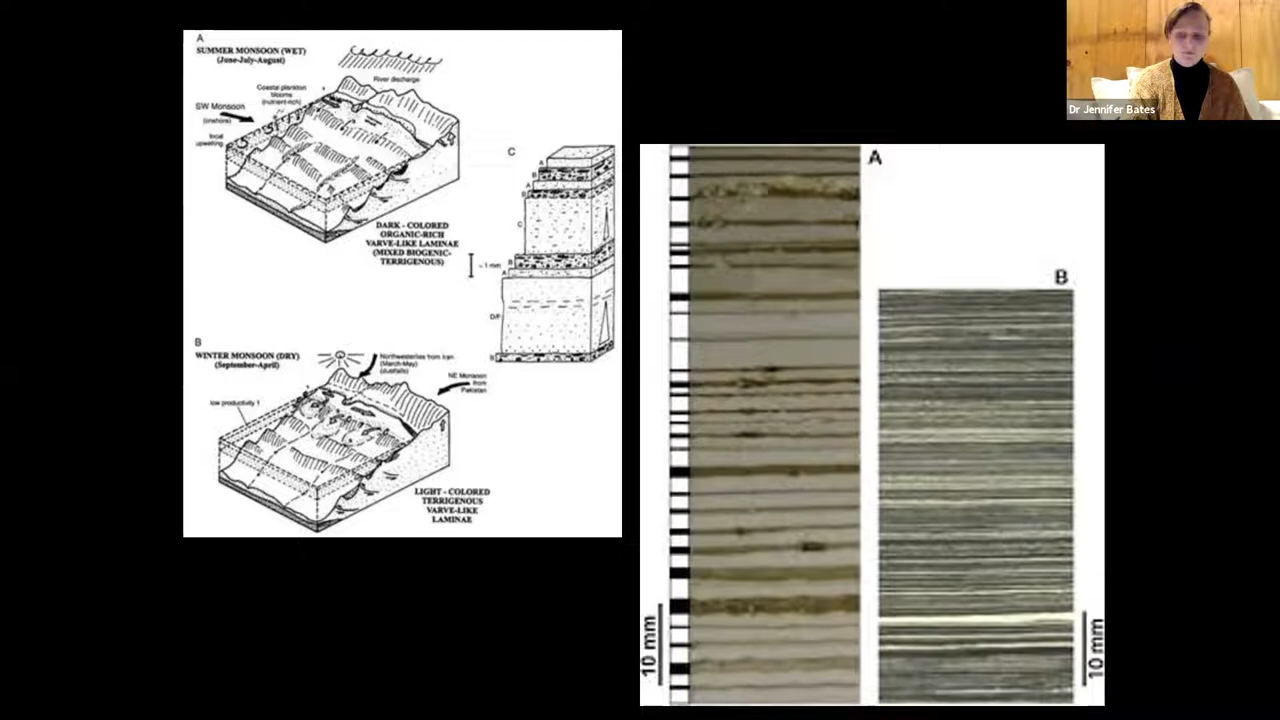 A
SUMMER MONSOON (WET)
(June-July-August)
River discharge
Coastal plankton
blooms
(nutrient-rich)
SW Monsoon
(onshore)
local
upwelling
DARK - COLORED
ORGANIC-RICH
VARVE-LIKE LAMINAE
(MIXED BIOGENIC-
TERRIGENOUS)
C
A
B
A
B
C
B
A
D/F
B
~ 1 mm
B
WINTER MONSOON (DRY)
(September-April)
Northwesterlies from Iran
(March-May)
(dustfalls)
NE Monsoon
from
Pakistan
low productivity !
LIGHT - COLORED
TERRIGENOUS
VARVE-LIKE
LAMINAE
A
10 mm
B
10 mm
Dr Jennifer Bates